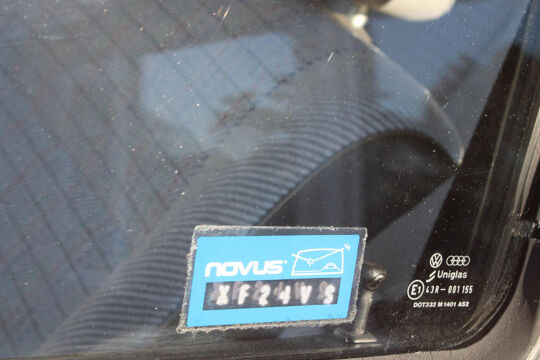 NOVUS®
XF24VS
Uniglas
E1 43R-001155
DOT332 M1401 AS2